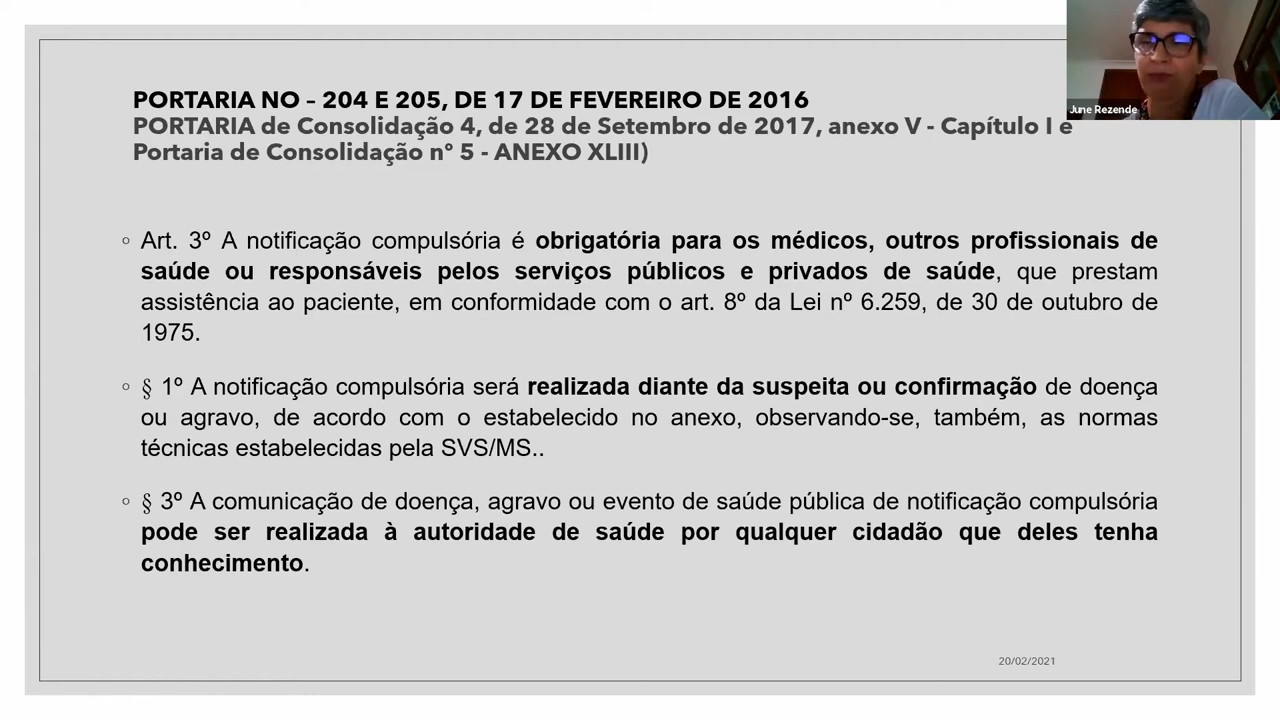 PORTARIA NO – 204 E 205, DE 17 DE FEVEREIRO DE 2016
PORTARIA de Consolidação 4, de 28 de Setembro de 2017, anexo V - Capítulo I e
Portaria de Consolidação nº 5 - ANEXO XLIII)
June Rezende
◦ Art. 3º A notificação compulsória é obrigatória para os médicos, outros profissionais de
saúde ou responsáveis pelos serviços públicos e privados de saúde, que prestam
assistência ao paciente, em conformidade com o art. 8º da Lei nº 6.259, de 30 de outubro de
1975.
◦ § 1º A notificação compulsória será realizada diante da suspeita ou confirmação de doença
ou agravo, de acordo com o estabelecido no anexo, observando-se, também, as normas
técnicas estabelecidas pela SVS/MS..
◦ § 3º A comunicação de doença, agravo ou evento de saúde pública de notificação compulsória
pode ser realizada à autoridade de saúde por qualquer cidadão que deles tenha
conhecimento.
20/02/2021